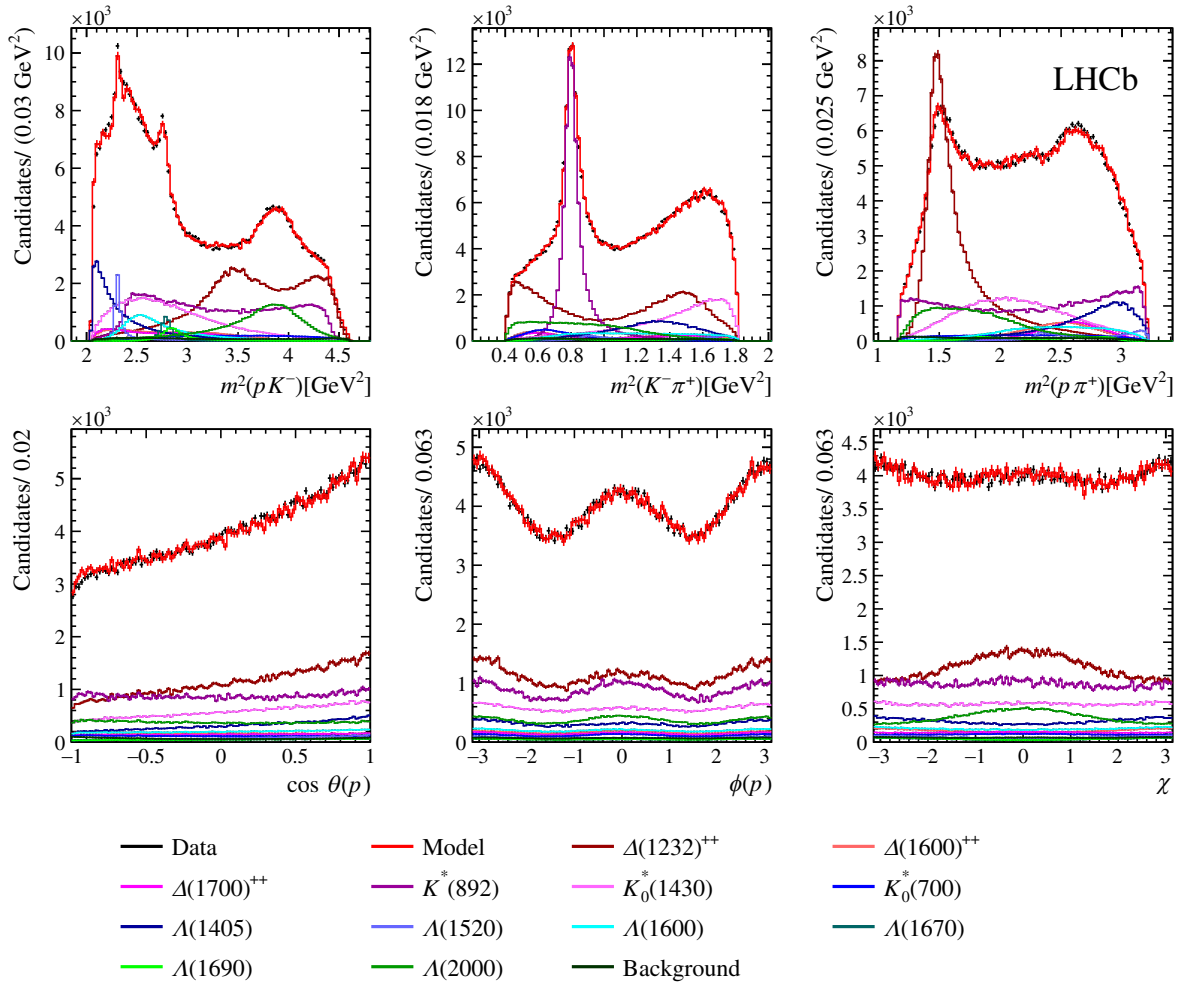 ×10³ ×10³ ×10³
Candidates/ (0.03 GeV²)
10
8
6
4
2
0
2 2.5 3 3.5 4 4.5
m²(pK⁻)[GeV²]
Candidates/ (0.018 GeV²)
12
10
8
6
4
2
0
0.4 0.6 0.8 1 1.2 1.4 1.6 1.8 2
m²(K⁻π⁺)[GeV²]
Candidates/ (0.025 GeV²)
LHCb
9
8
7
6
5
4
3
2
1
0
1 1.5 2 2.5 3
m²(pπ⁺)[GeV²]
×10³ ×10³ ×10³
Candidates/ 0.02
5
4
3
2
1
0
−1 −0.5 0 0.5 1
cos θ(p)
Candidates/ 0.063
5
4
3
2
1
0
−3 −2 −1 0 1 2 3
ϕ(p)
Candidates/ 0.063
4.5
4
3.5
3
2.5
2
1.5
1
0.5
0
−3 −2 −1 0 1 2 3
χ
Data Model Δ(1232)⁺⁺ Δ(1600)⁺⁺
Δ(1700)⁺⁺ K*(892) K₀*(1430) K₀*(700)
Λ(1405) Λ(1520) Λ(1600) Λ(1670)
Λ(1690) Λ(2000) Background